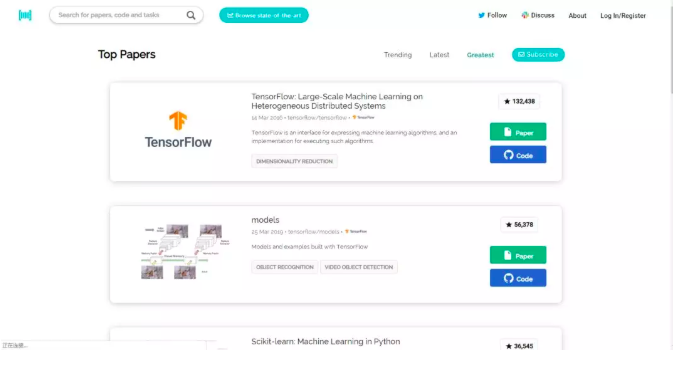 Search for papers, code and tasks
Browse state of the art
Follow
Discuss
About
Log In/Register
Top Papers
Trending
Latest
Greatest
Subscribe
TensorFlow
TensorFlow: Large-Scale Machine Learning on
Heterogeneous Distributed Systems
14 Mar 2016 • tensorflow/tensorflow • TensorFlow
TensorFlow is an interface for expressing machine learning algorithms, and an
implementation for executing such algorithms.
DIMENSIONALITY REDUCTION
★ 132,438
Paper
Code
models
25 Mar 2019 • tensorflow/models • TensorFlow
Models and examples built with TensorFlow
OBJECT RECOGNITION
VIDEO OBJECT DETECTION
★ 56,378
Paper
Code
Scikit-learn: Machine Learning in Python
★ 36,545
正在连接...